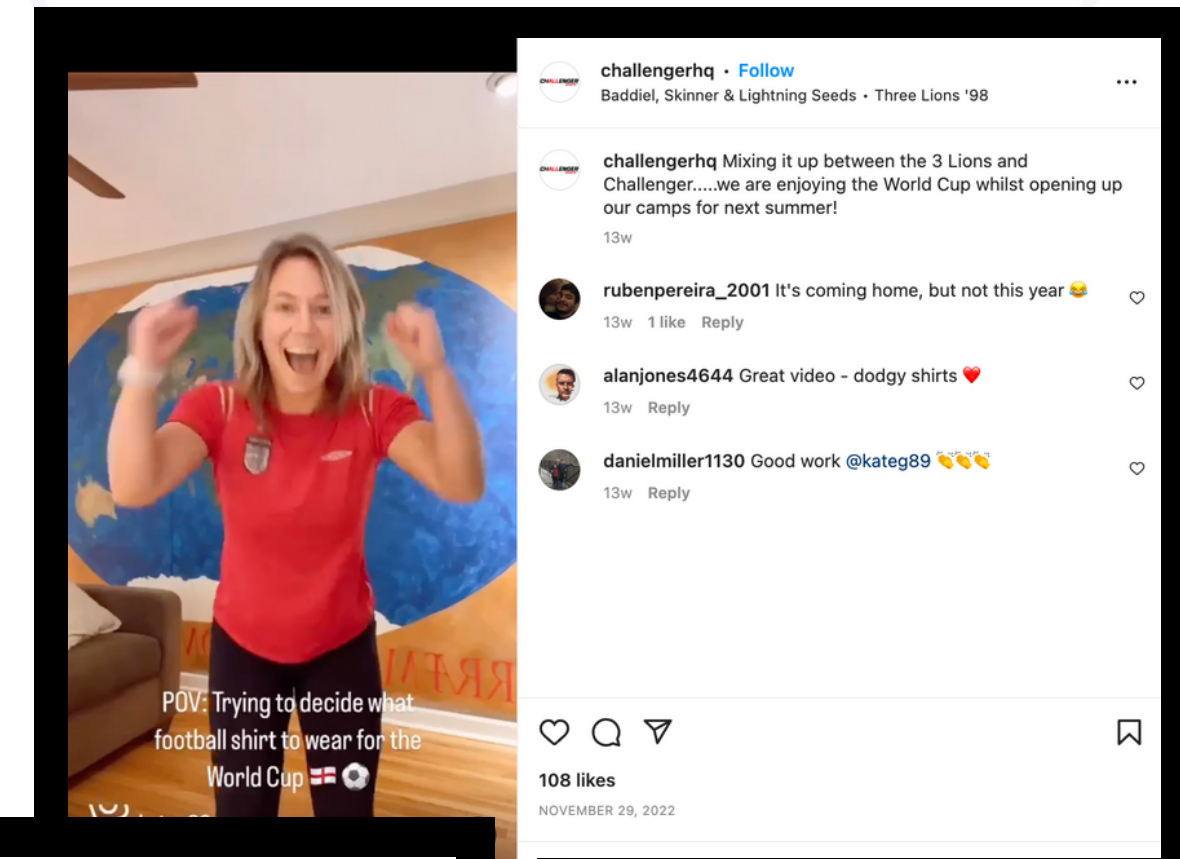 challengerhq • Follow
Baddiel, Skinner & Lightning Seeds • Three Lions '98
CHALLENGER
CHALLENGER
challengerhq Mixing it up between the 3 Lions and
Challenger.....we are enjoying the World Cup whilst opening up
our camps for next summer!
13w
rubenpereira_2001 It's coming home, but not this year 😂
13w 1 like Reply
alanjones4644 Great video - dodgy shirts ❤️
13w Reply
danielmiller1130 Good work @kateg89 👏👏👏
13w Reply
108 likes
NOVEMBER 29, 2022
POV: Trying to decide what
football shirt to wear for the
World Cup 🏴󠁧󠁢󠁥󠁮󠁧󠁿 ⚽